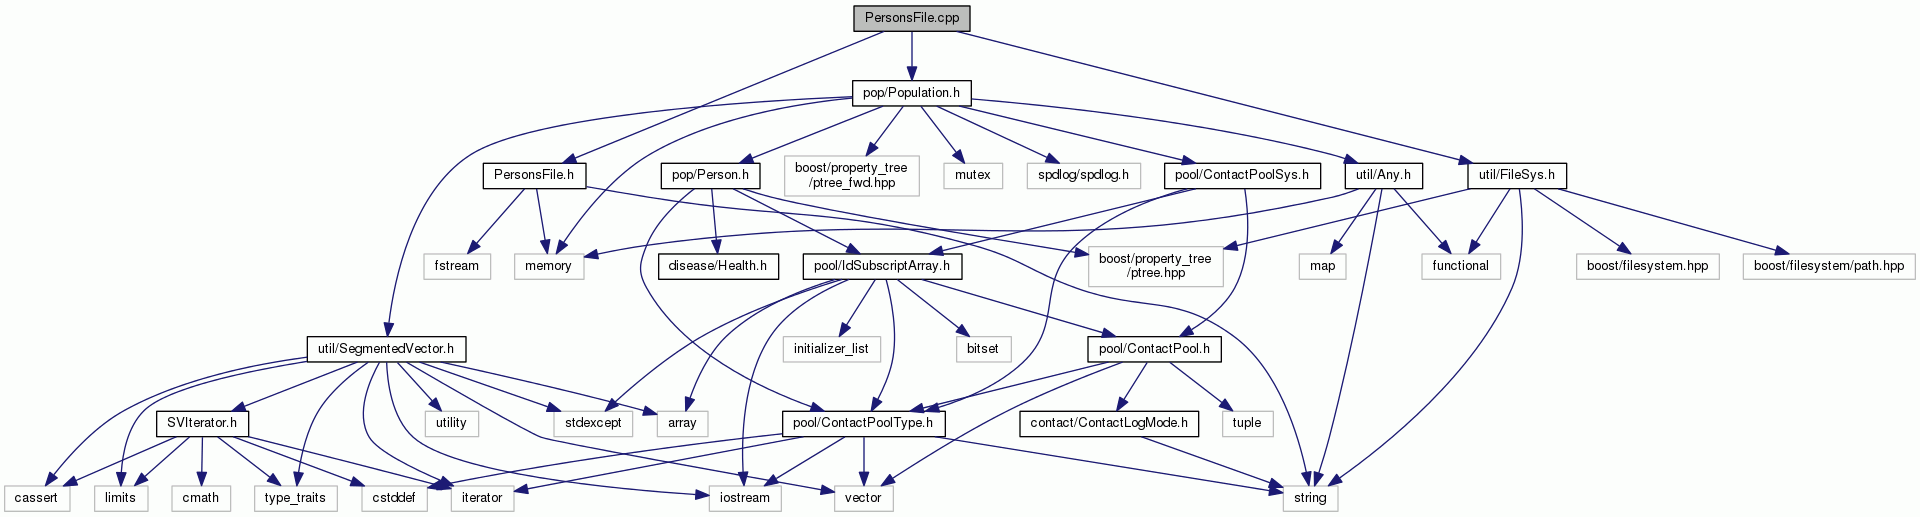 PersonsFile.cpp
pop/Population.h
PersonsFile.h
pop/Person.h
boost/property_tree
/ptree_fwd.hpp
mutex
spdlog/spdlog.h
pool/ContactPoolSys.h
util/Any.h
util/FileSys.h
fstream
memory
disease/Health.h
pool/IdSubscriptArray.h
boost/property_tree
/ptree.hpp
map
functional
boost/filesystem.hpp
boost/filesystem/path.hpp
util/SegmentedVector.h
initializer_list
bitset
pool/ContactPool.h
SVIterator.h
utility
stdexcept
array
pool/ContactPoolType.h
contact/ContactLogMode.h
tuple
cassert
limits
cmath
type_traits
cstddef
iterator
iostream
vector
string